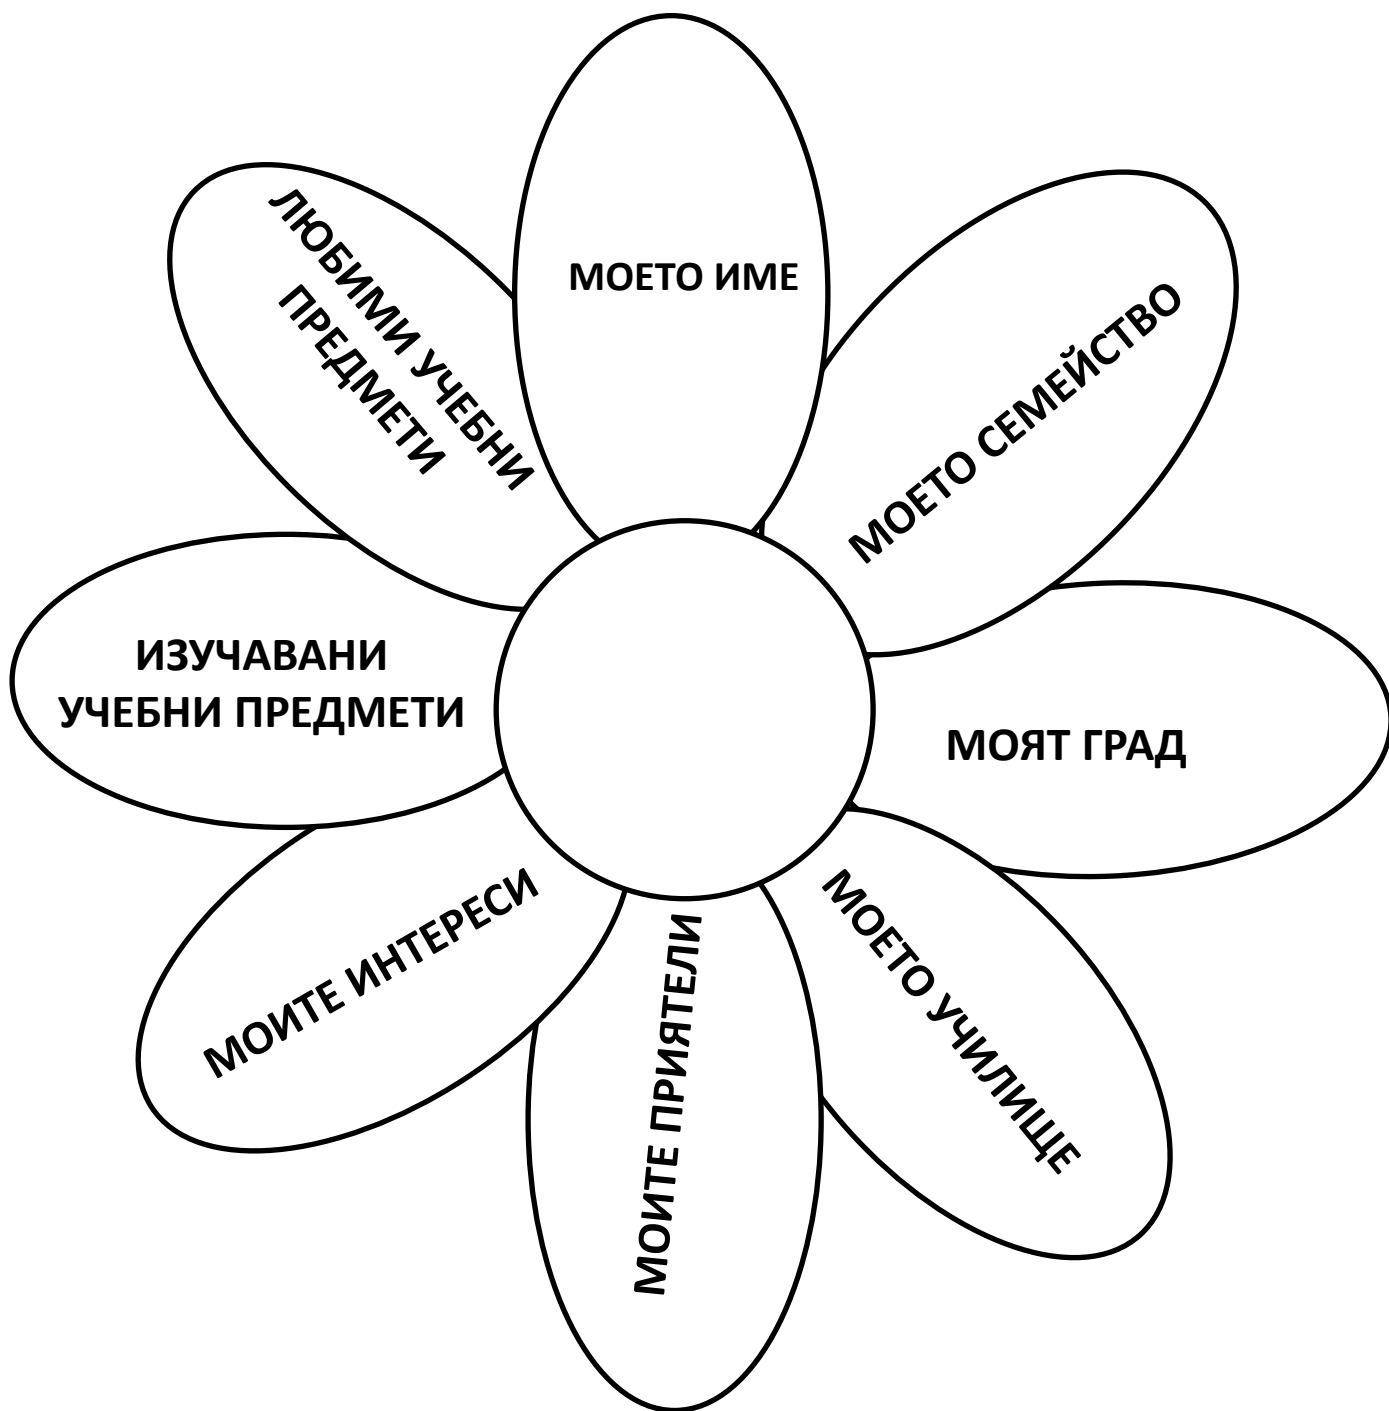 МОЕТО ИМЕ
МОЕТО СЕМЕЙСТВО
МОЯТ ГРАД
МОЕТО УЧИЛИЩЕ
МОИТЕ ПРИЯТЕЛИ
МОИТЕ ИНТЕРЕСИ
ИЗУЧАВАНИ
УЧЕБНИ ПРЕДМЕТИ
ЛЮБИМИ УЧЕБНИ
ПРЕДМЕТИ